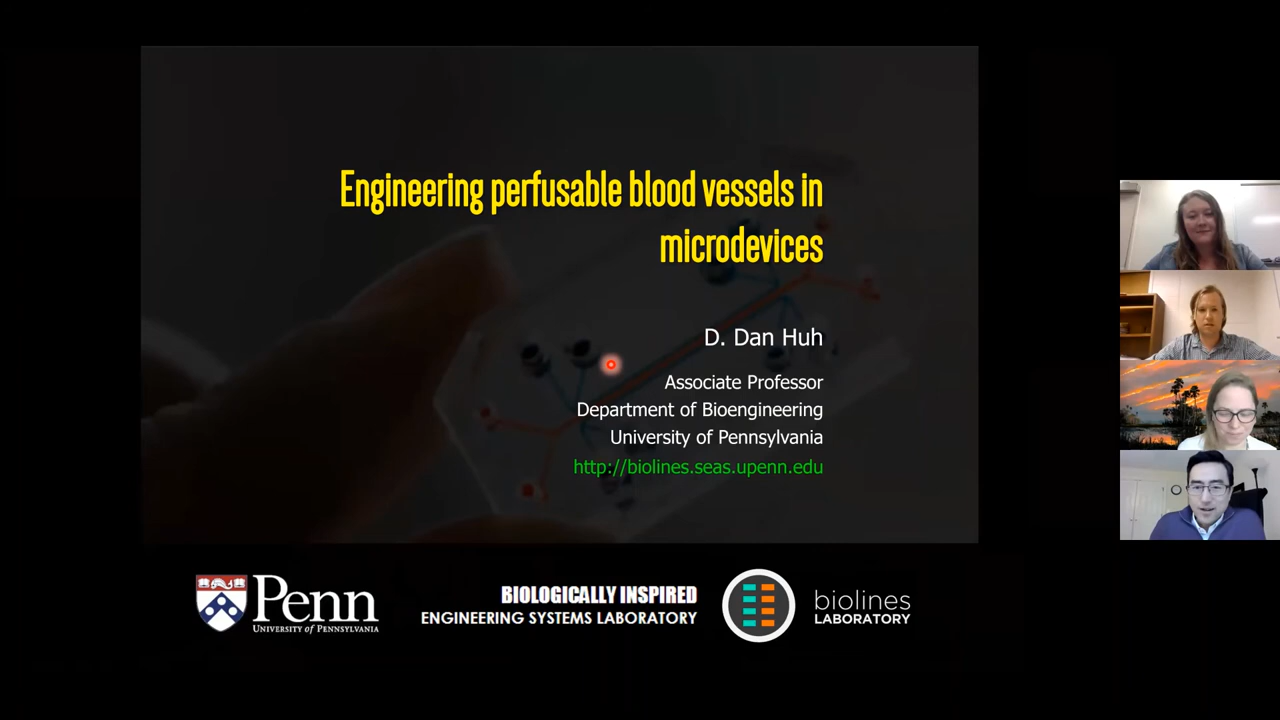 Engineering perfusable blood vessels in
microdevices
D. Dan Huh
Associate Professor
Department of Bioengineering
University of Pennsylvania
http://biolines.seas.upenn.edu
Penn
UNIVERSITY of PENNSYLVANIA
BIOLOGICALLY INSPIRED
ENGINEERING SYSTEMS LABORATORY
biolines
LABORATORY